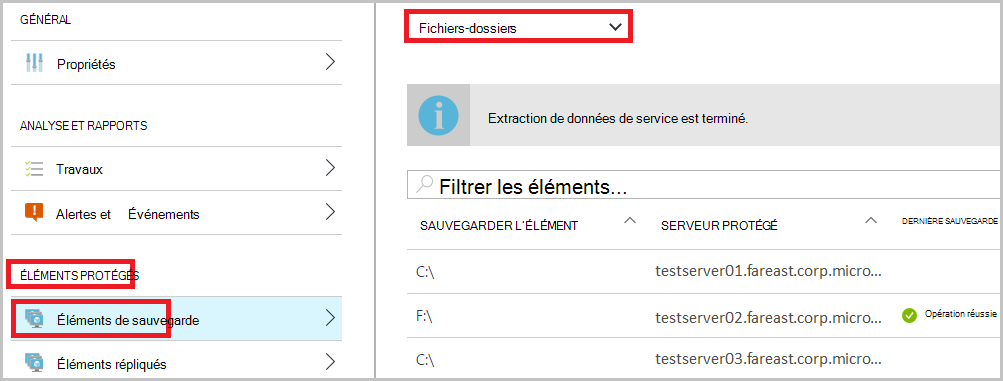 GÉNÉRAL
Propriétés
ANALYSE ET RAPPORTS
Travaux
Alertes et Événements
ÉLÉMENTS PROTÉGÉS
Éléments de sauvegarde
Éléments répliqués
Fichiers-dossiers
Extraction de données de service est terminé.
Filtrer les éléments...
SAUVEGARDER L'ÉLÉMENT SERVEUR PROTÉGÉ DERNIÈRE SAUVEGARDE
C:\ testserver01.fareast.corp.micro...
F:\ testserver02.fareast.corp.micro... Opération réussie
C:\ testserver03.fareast.corp.micro...